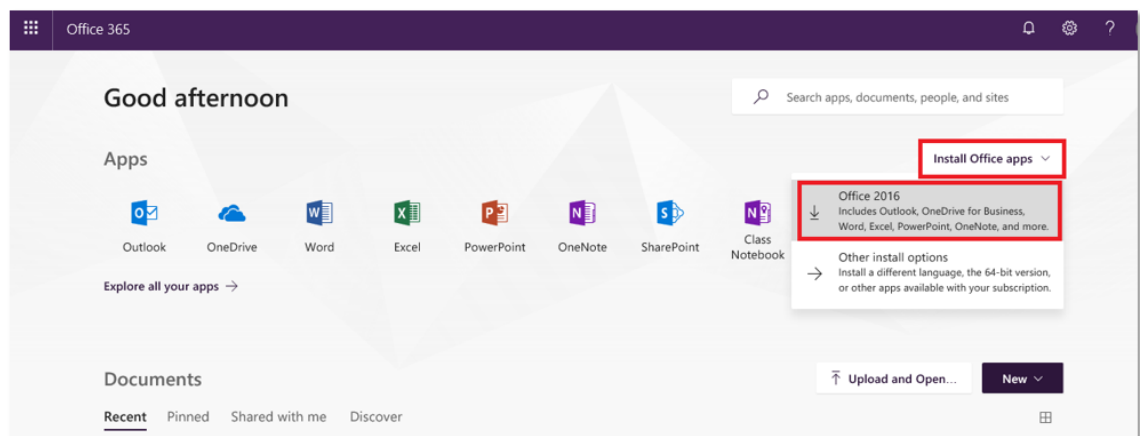 Office 365
?
Good afternoon
Search apps, documents, people, and sites
Apps
Install Office apps
Office 2016
Includes Outlook, OneDrive for Business,
Word, Excel, PowerPoint, OneNote, and more.
Other install options
Install a different language, the 64-bit version,
or other apps available with your subscription.
Outlook
OneDrive
Word
Excel
PowerPoint
OneNote
SharePoint
Class
Notebook
Explore all your apps →
Documents
Upload and Open...
New
Recent Pinned Shared with me Discover